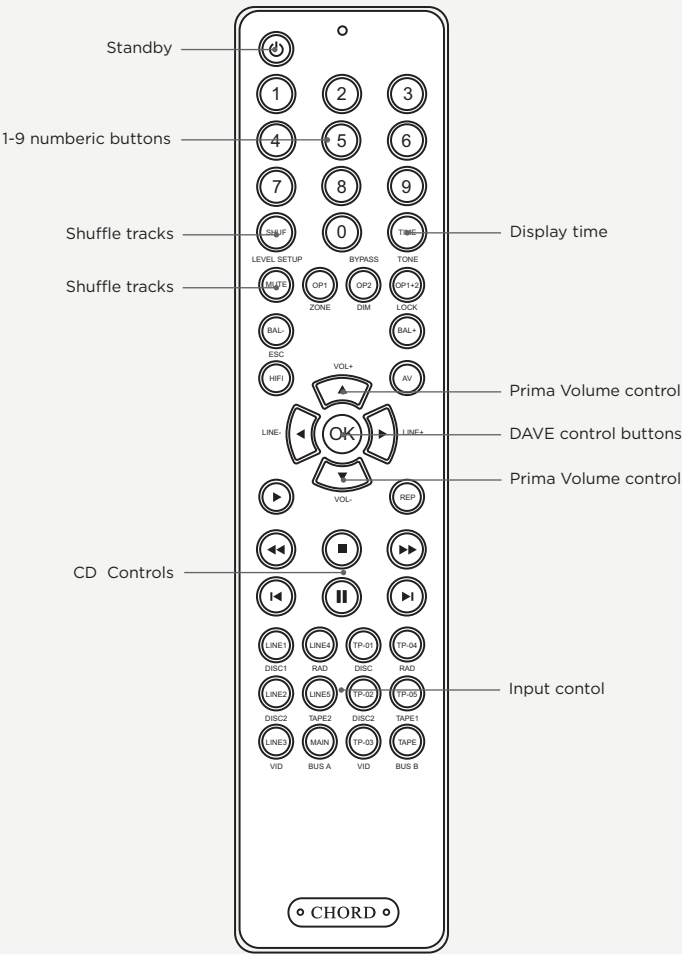 Standby
1 2 3
1-9 numberic buttons
4 5 6
7 8 9
Shuffle tracks
SHUF 0 TIME
Display time
LEVEL SETUP BYPASS TONE
Shuffle tracks
MUTE OP1 OP2 OP1+2
ZONE DIM LOCK
BAL- BAL+
ESC
VOL+
HIFI AV
Prima Volume control
LINE- OK LINE+
DAVE control buttons
Prima Volume control
VOL-
REP
CD Controls
LINE1 LINE4 TP-01 TP-04
DISC1 RAD DISC RAD
LINE2 LINE5 TP-02 TP-05
Input contol
DISC2 TAPE2 DISC2 TAPE1
LINE3 MAIN TP-03 TAPE
VID BUS A VID BUS B
CHORD